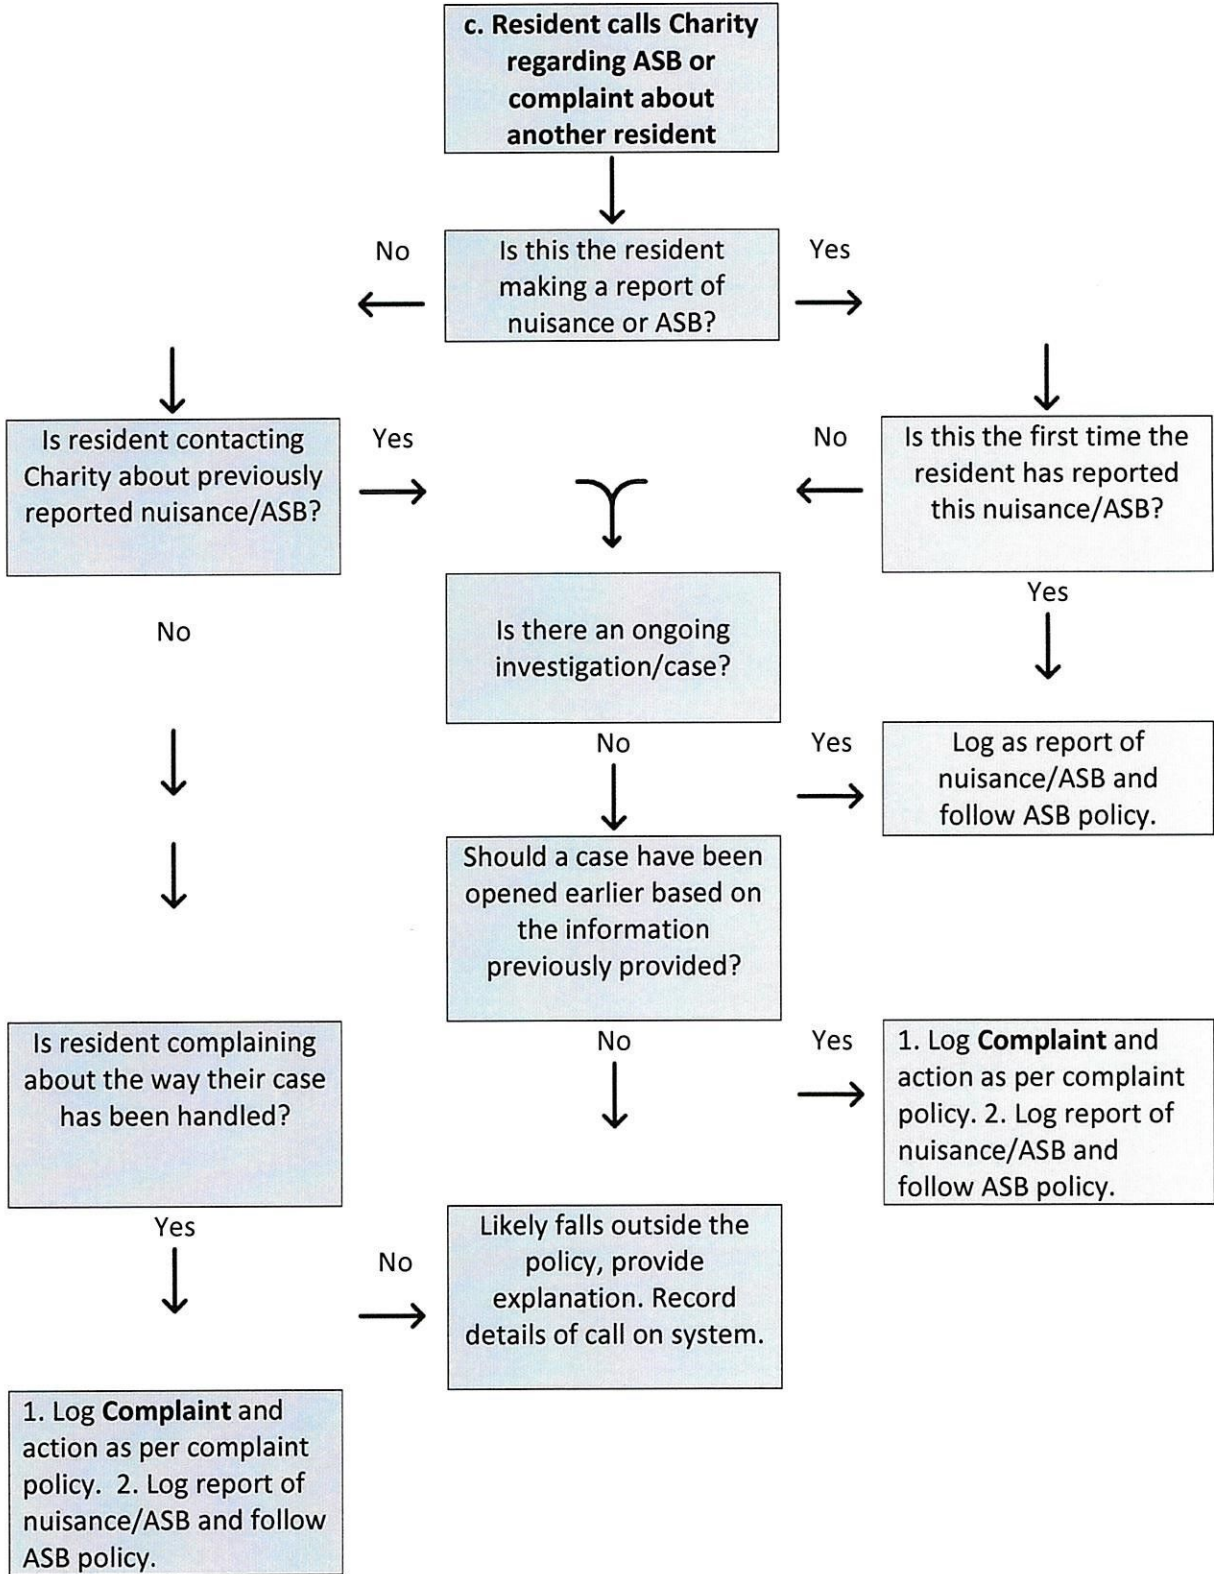 c. Resident calls Charity
regarding ASB or
complaint about
another resident
No
Is this the resident
making a report of
nuisance or ASB?
Yes
Is resident contacting
Charity about previously
reported nuisance/ASB?
Yes
No
Is this the first time the
resident has reported
this nuisance/ASB?
Yes
No
Is there an ongoing
investigation/case?
No
Yes
Log as report of
nuisance/ASB and
follow ASB policy.
Should a case have been
opened earlier based on
the information
previously provided?
Is resident complaining
about the way their case
has been handled?
No
Yes
1. Log Complaint and
action as per complaint
policy. 2. Log report of
nuisance/ASB and
follow ASB policy.
Yes
No
Likely falls outside the
policy, provide
explanation. Record
details of call on system.
1. Log Complaint and
action as per complaint
policy.  2. Log report of
nuisance/ASB and follow
ASB policy.